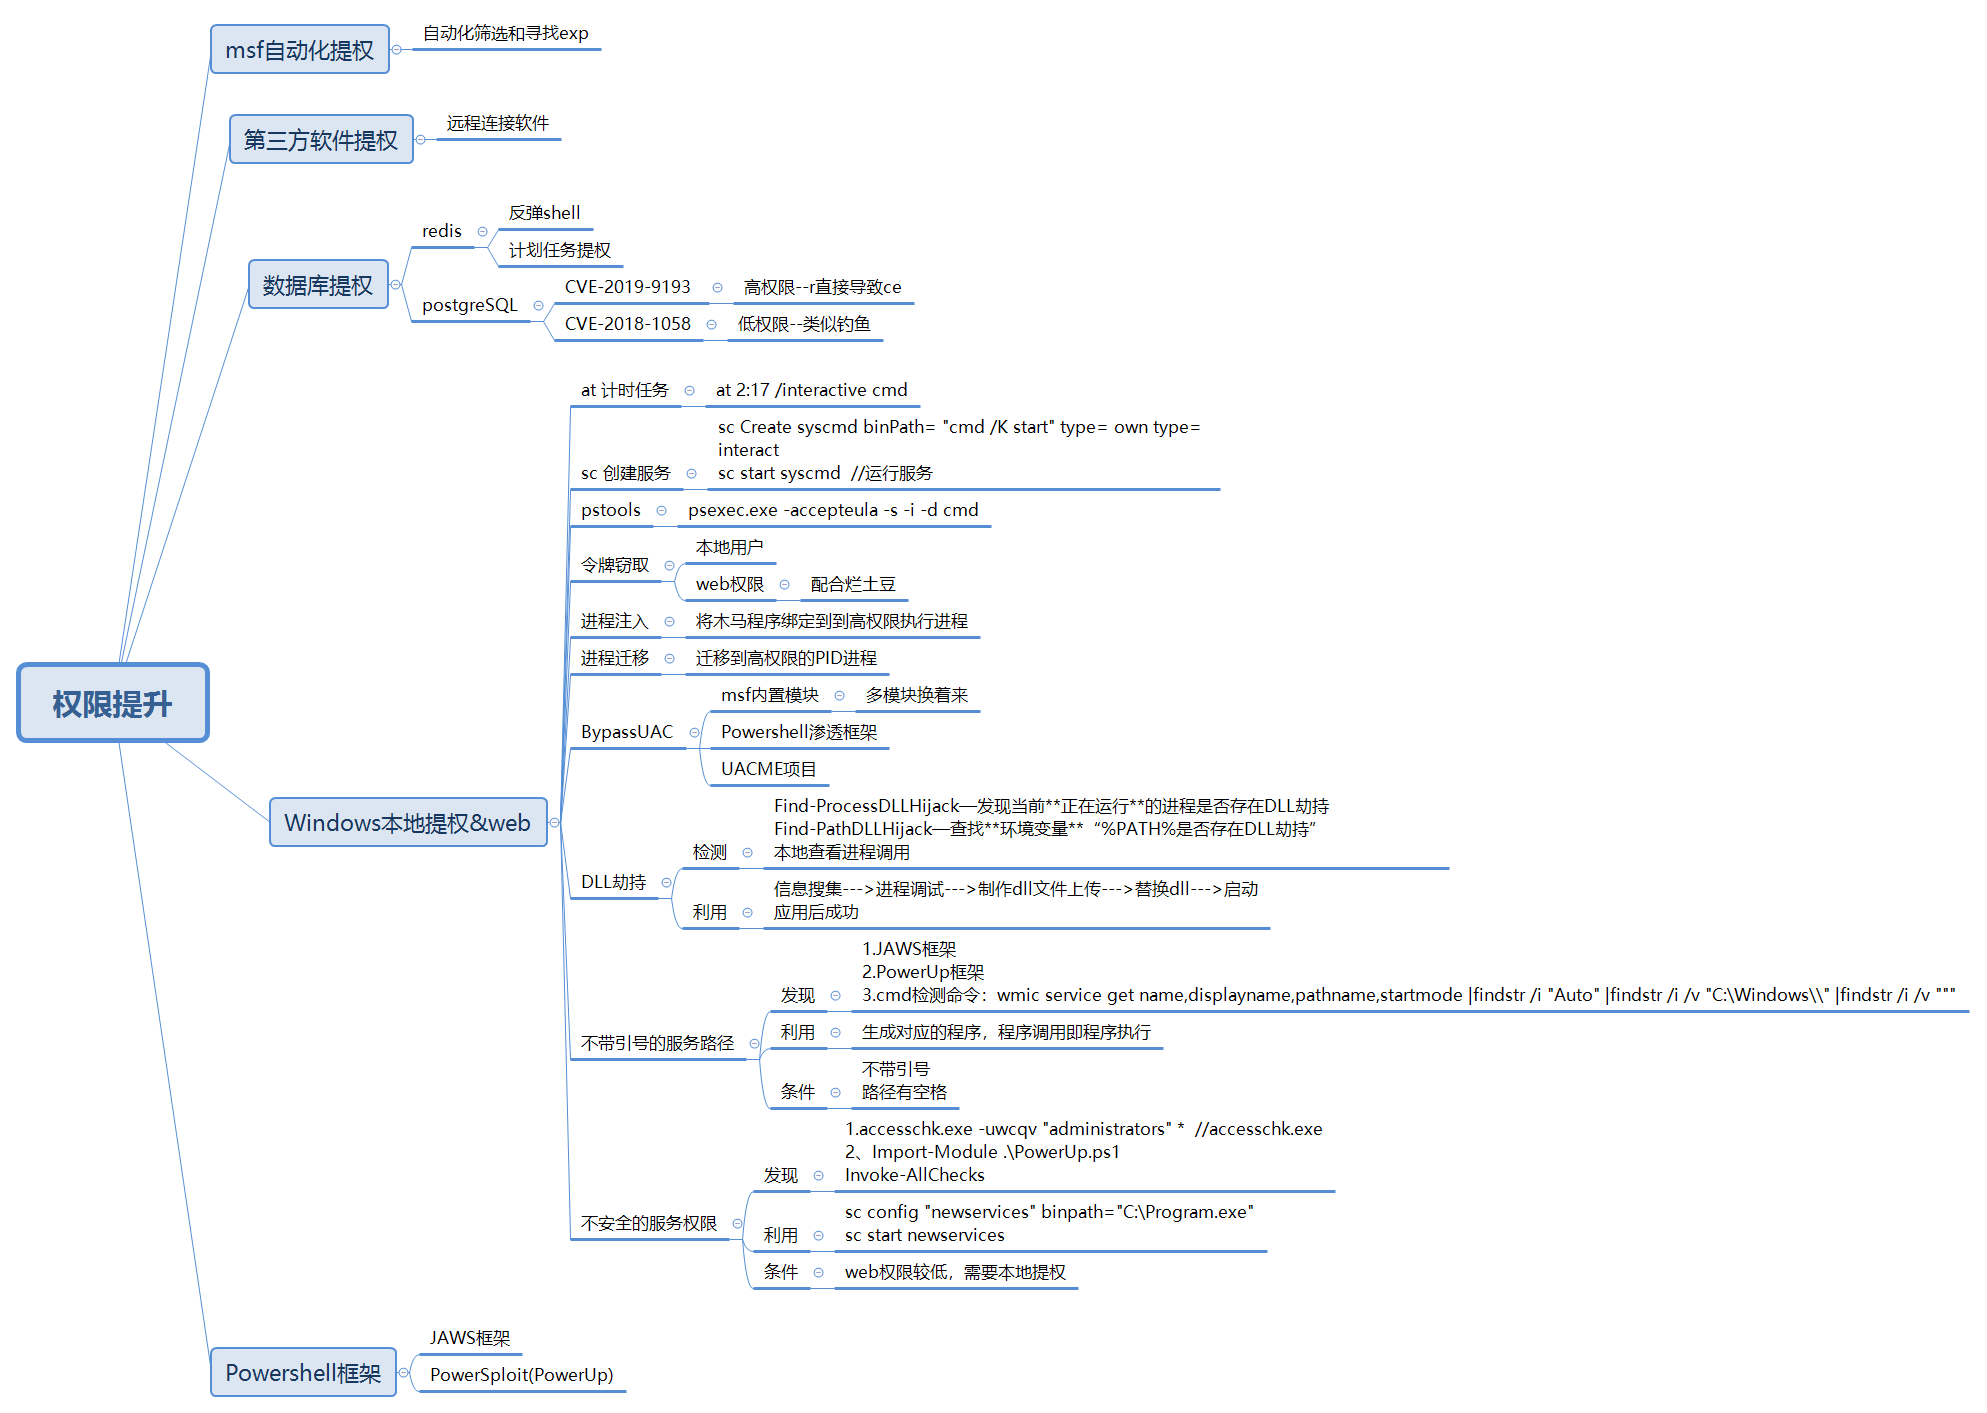 msf自动化提权
自动化筛选和寻找exp
第三方软件提权
远程连接软件
数据库提权
redis
反弹shell
计划任务提权
postgreSQL
CVE-2019-9193
高权限--r直接导致ce
CVE-2018-1058
低权限--类似钓鱼
权限提升
Windows本地提权&web
at 计时任务
at 2:17 /interactive cmd
sc 创建服务
sc Create syscmd binPath= "cmd /K start" type= own type=
interact
sc start syscmd  //运行服务
pstools
psexec.exe -accepteula -s -i -d cmd
令牌窃取
本地用户
web权限
配合烂土豆
进程注入
将木马程序绑定到到高权限执行进程
进程迁移
迁移到高权限的PID进程
BypassUAC
msf内置模块
多模块换着来
Powershell渗透框架
UACME项目
DLL劫持
检测
Find-ProcessDLLHijack—发现当前**正在运行**的进程是否存在DLL劫持
Find-PathDLLHijack—查找**环境变量**“%PATH%是否存在DLL劫持”
本地查看进程调用
利用
信息搜集--->进程调试--->制作dll文件上传--->替换dll--->启动
应用后成功
不带引号的服务路径
发现
1.JAWS框架
2.PowerUp框架
3.cmd检测命令：wmic service get name,displayname,pathname,startmode |findstr /i "Auto" |findstr /i /v "C:\Windows\\" |findstr /i /v """
利用
生成对应的程序，程序调用即程序执行
条件
不带引号
路径有空格
不安全的服务权限
发现
1.accesschk.exe -uwcqv "administrators" *  //accesschk.exe
2、Import-Module .\PowerUp.ps1
Invoke-AllChecks
利用
sc config "newservices" binpath="C:\Program.exe"
sc start newservices
条件
web权限较低，需要本地提权
Powershell框架
JAWS框架
PowerSploit(PowerUp)